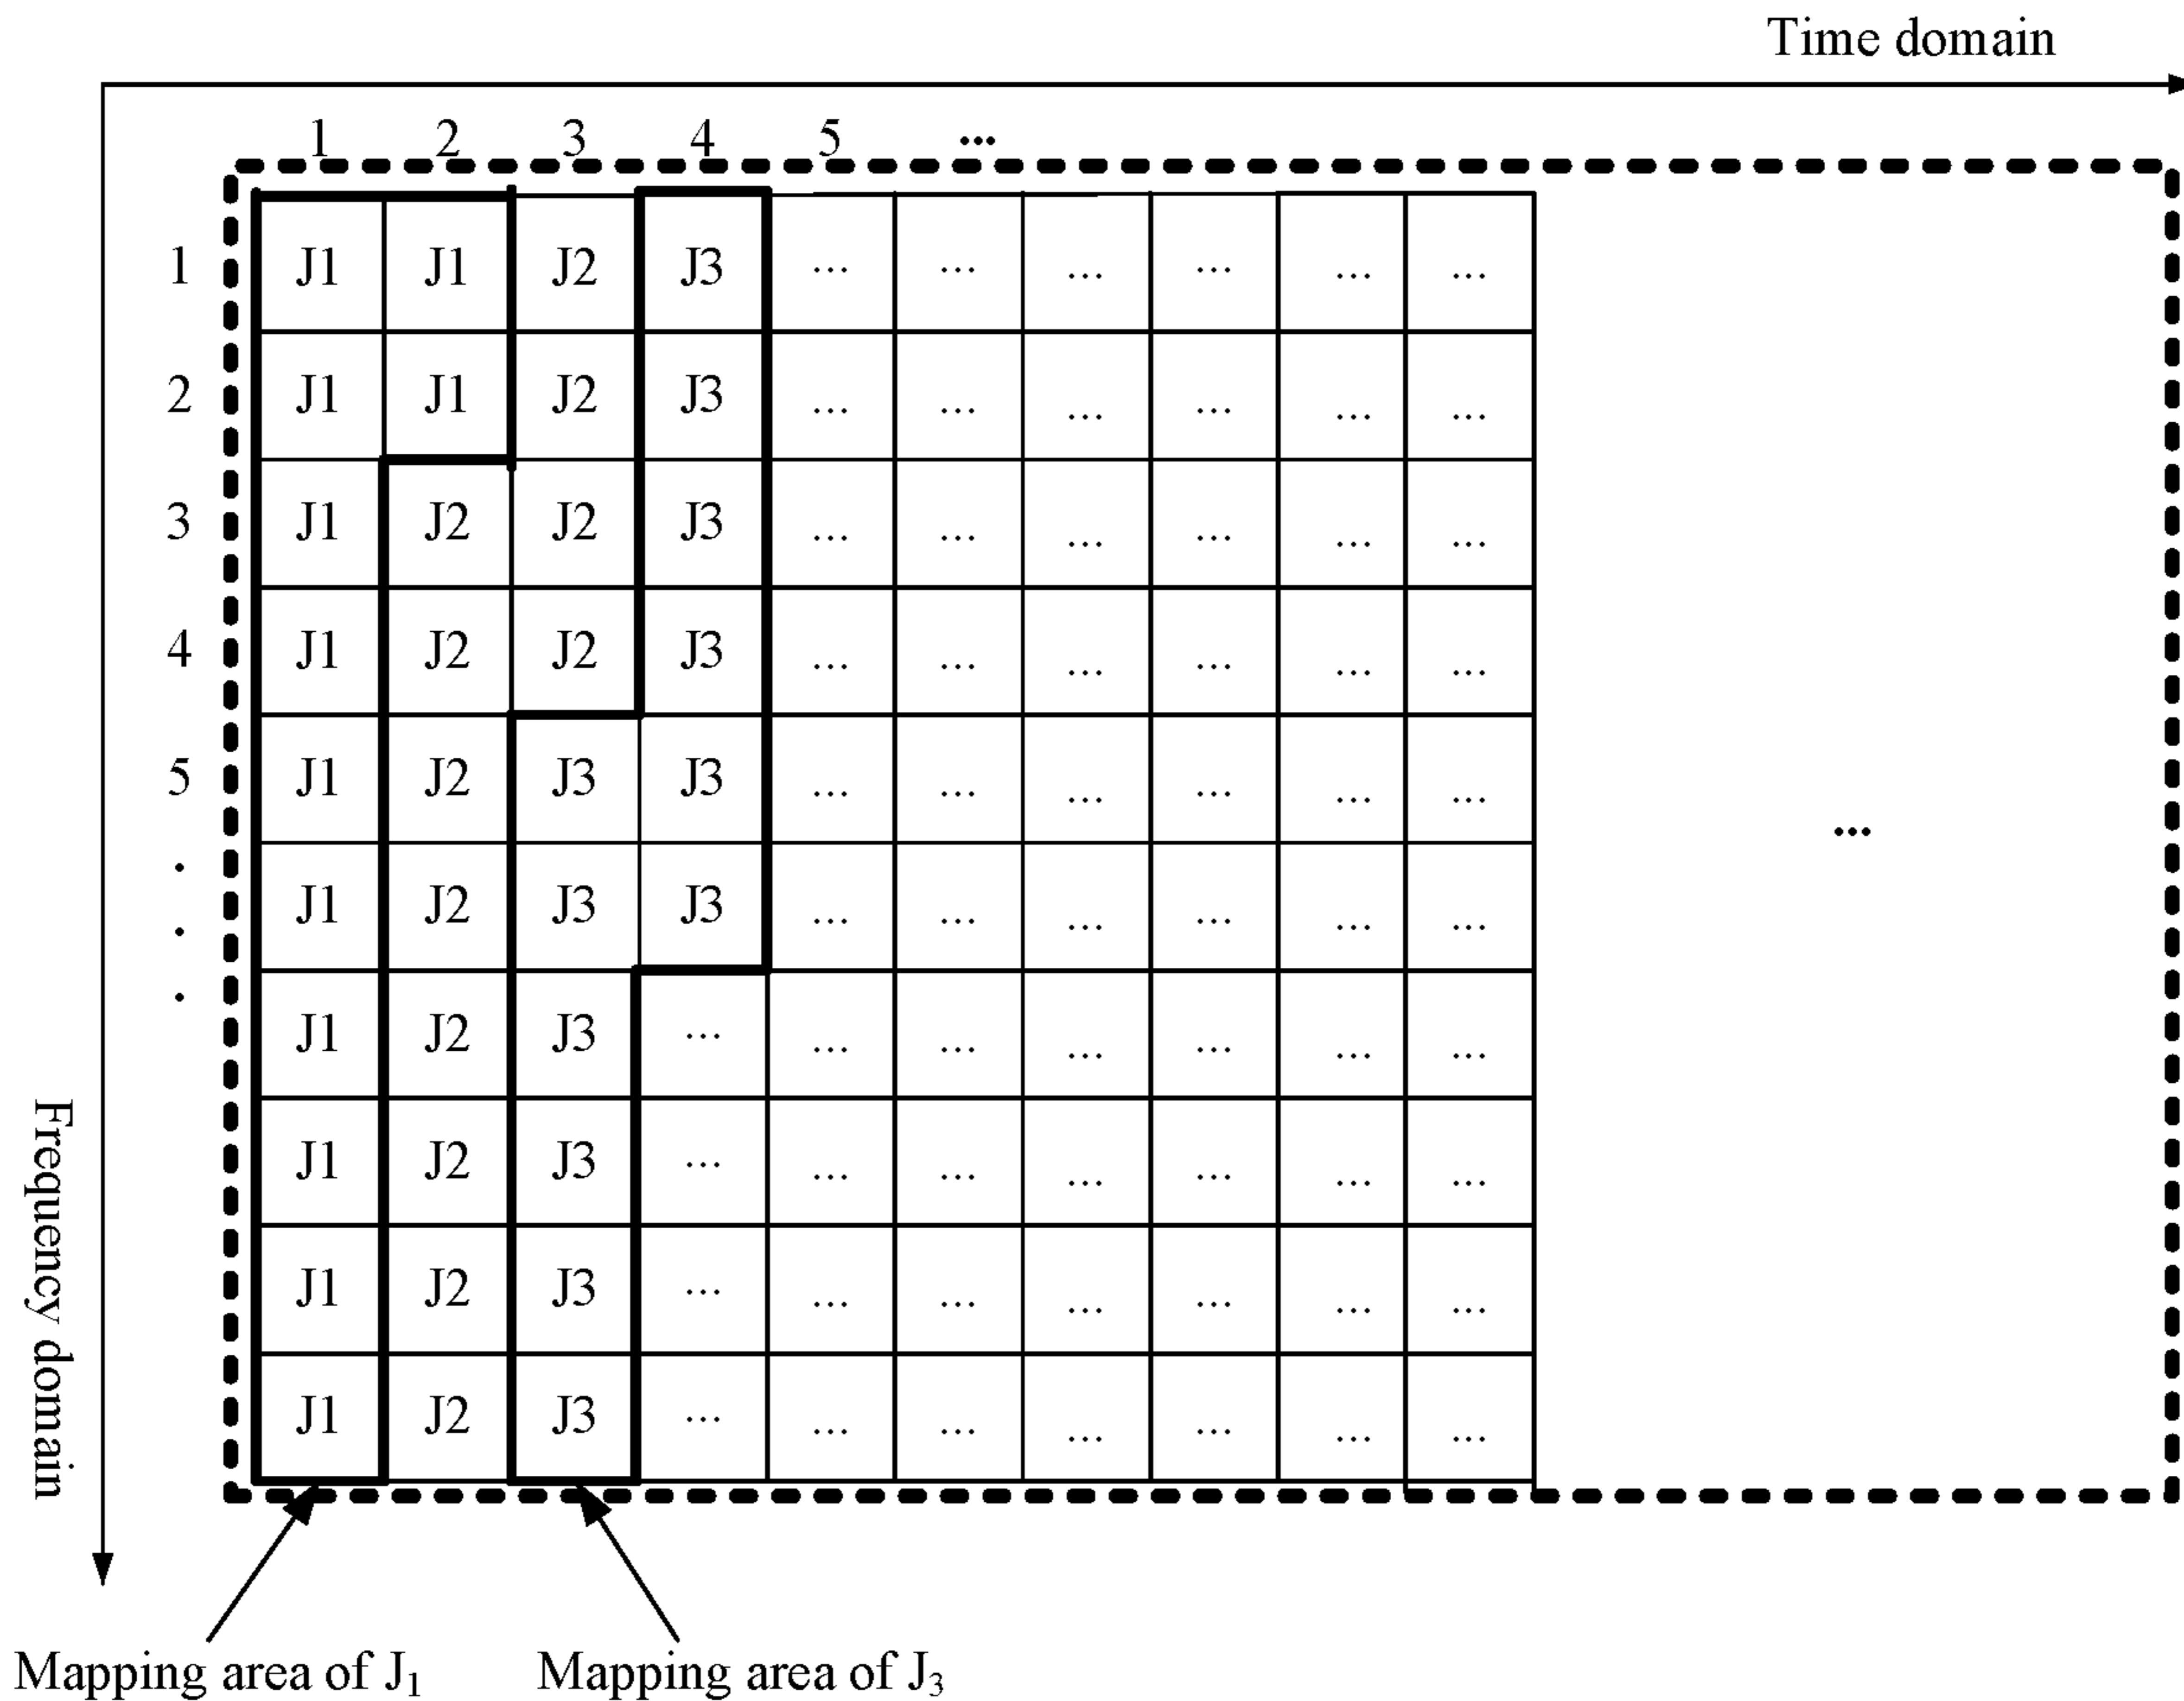 Time domain
1 2 3 4 5 ...
1 J1 J1 J2 J3 ... ... ... ... ... ...
2 J1 J1 J2 J3 ... ... ... ... ... ...
3 J1 J2 J2 J3 ... ... ... ... ... ...
4 J1 J2 J2 J3 ... ... ... ... ... ...
5 J1 J2 J3 J3 ... ... ... ... ... ... ...
. J1 J2 J3 J3 ... ... ... ... ... ...
.
. J1 J2 J3 ... ... ... ... ... ... ...
J1 J2 J3 ... ... ... ... ... ... ...
J1 J2 J3 ... ... ... ... ... ... ...
J1 J2 J3 ... ... ... ... ... ... ...
Frequency domain
Mapping area of J1 Mapping area of J3